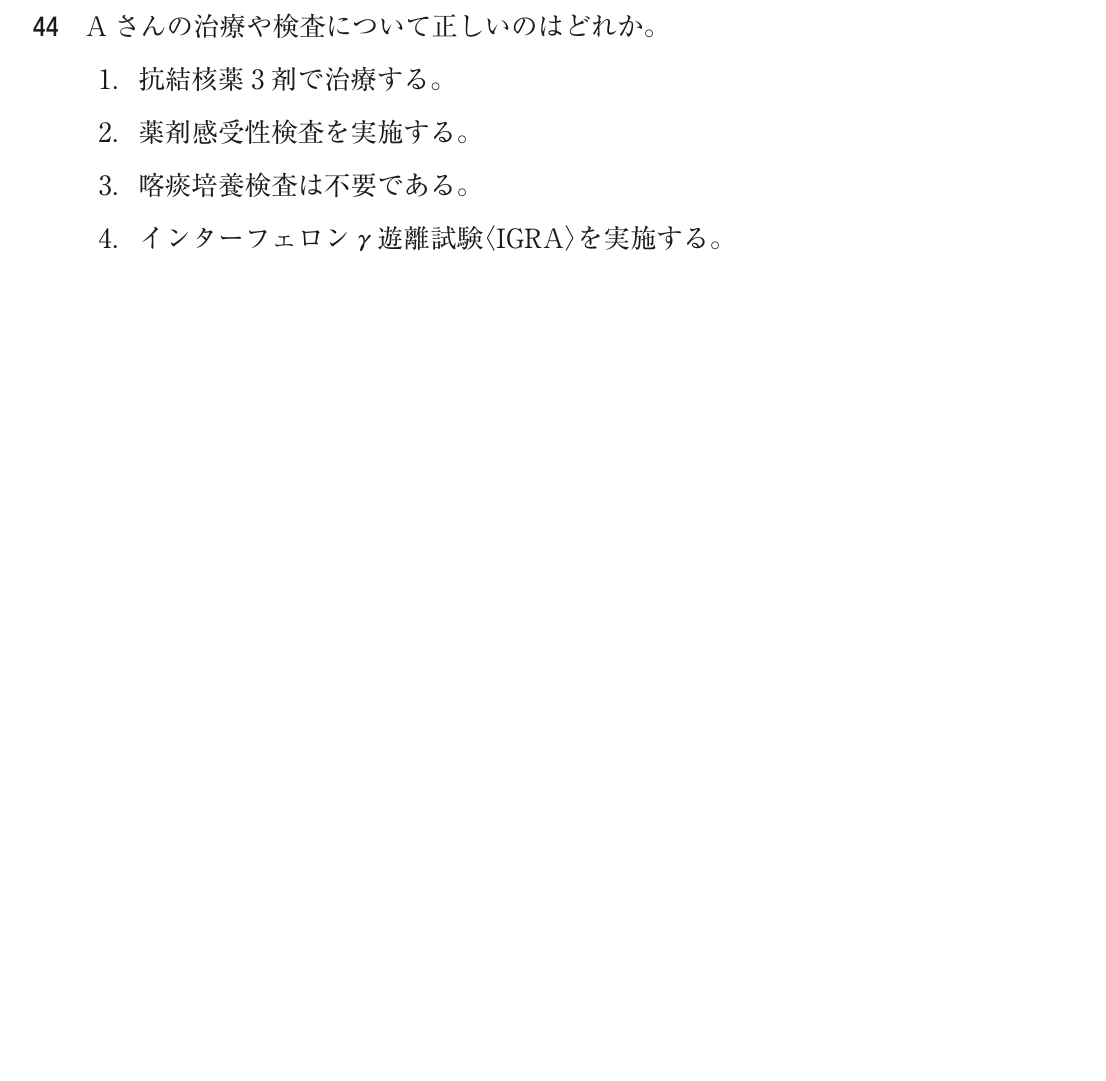 44 A さんの治療や検査について正しいのはどれか。
1. 抗結核薬 3 剤で治療する。
2. 薬剤感受性検査を実施する。
3. 喀痰培養検査は不要である。
4. インターフェロン γ 遊離試験〈IGRA〉を実施する。